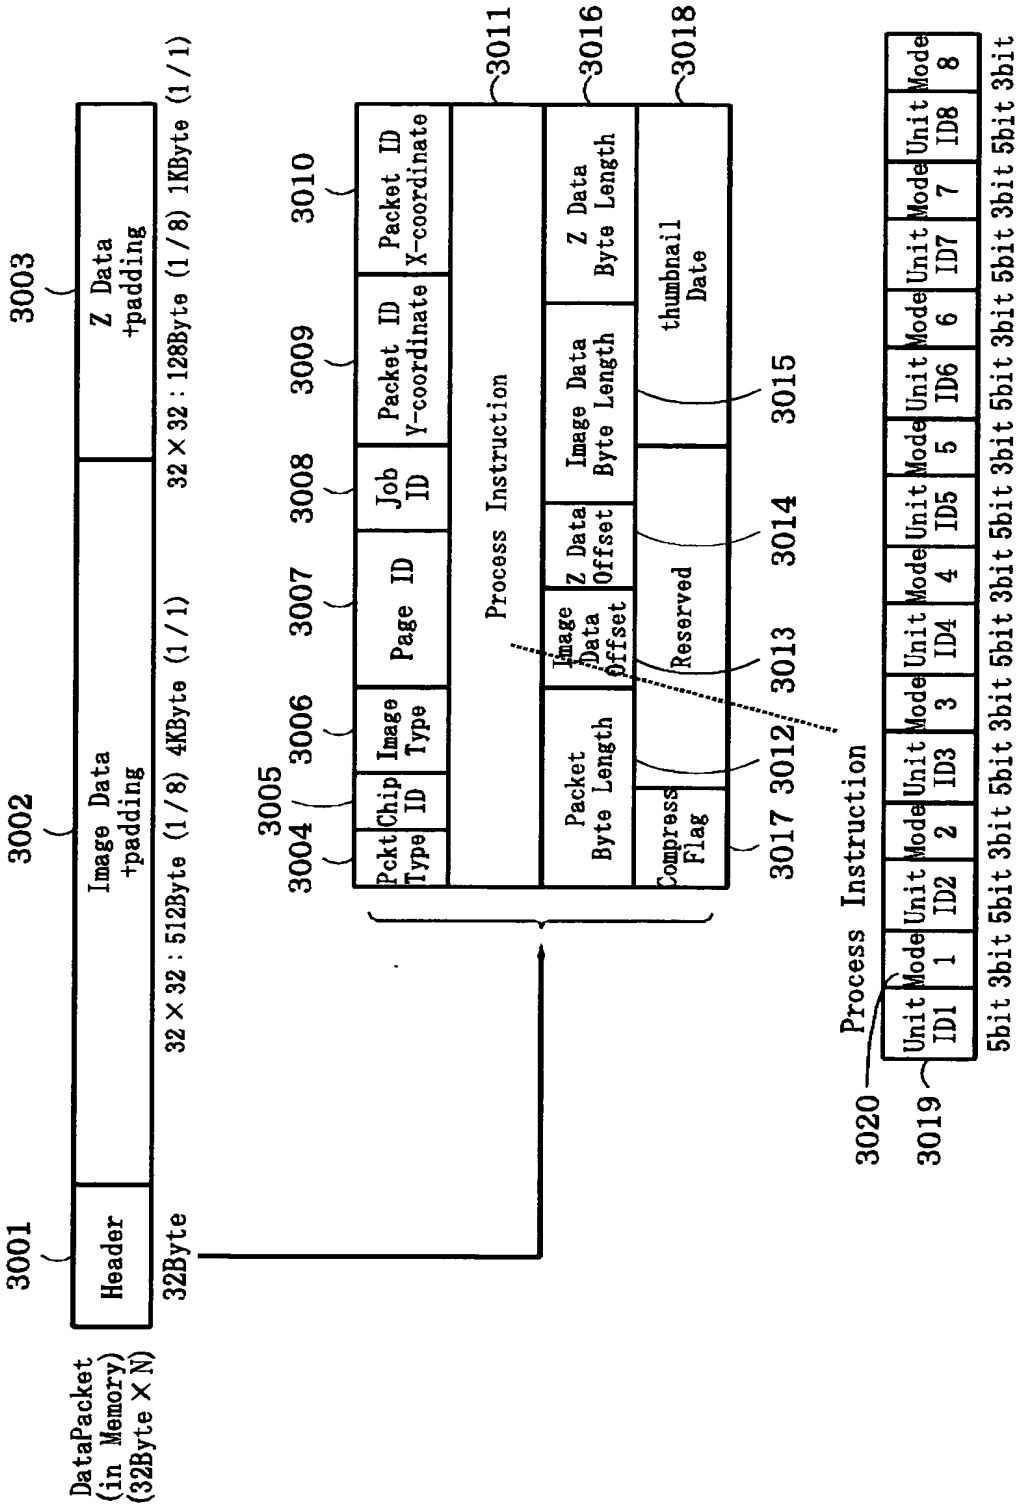 3001
3002
3003
DataPacket
(in Memory)
(32Byte × N)
Header
Image Data
+padding
Z Data
+padding
32Byte
32 × 32 : 512Byte (1 / 8) 4KByte (1 / 1)
32 × 32 : 128Byte (1 / 8) 1KByte (1 / 1)
3004
3005
3006
3007
3008
3009
3010
Pckt
Type
Chip
ID
Image
Type
Page ID
Job
ID
Packet ID
Y-coordinate
Packet ID
X-coordinate
Process Instruction
3011
Packet
Byte Length
Image
Data
Offset
Z Data
Offset
Image Data
Byte Length
Z Data
Byte Length
3016
Compress
Flag
Reserved
thumbnail
Date
3018
3017
3012
3013
3014
3015
Process Instruction
3020
3019
Unit
ID1
Mode
1
Unit
ID2
Mode
2
Unit
ID3
Mode
3
Unit
ID4
Mode
4
Unit
ID5
Mode
5
Unit
ID6
Mode
6
Unit
ID7
Mode
7
Unit
ID8
Mode
8
5bit 3bit 5bit 3bit 5bit 3bit 5bit 3bit 5bit 3bit 5bit 3bit 5bit 3bit 5bit 3bit